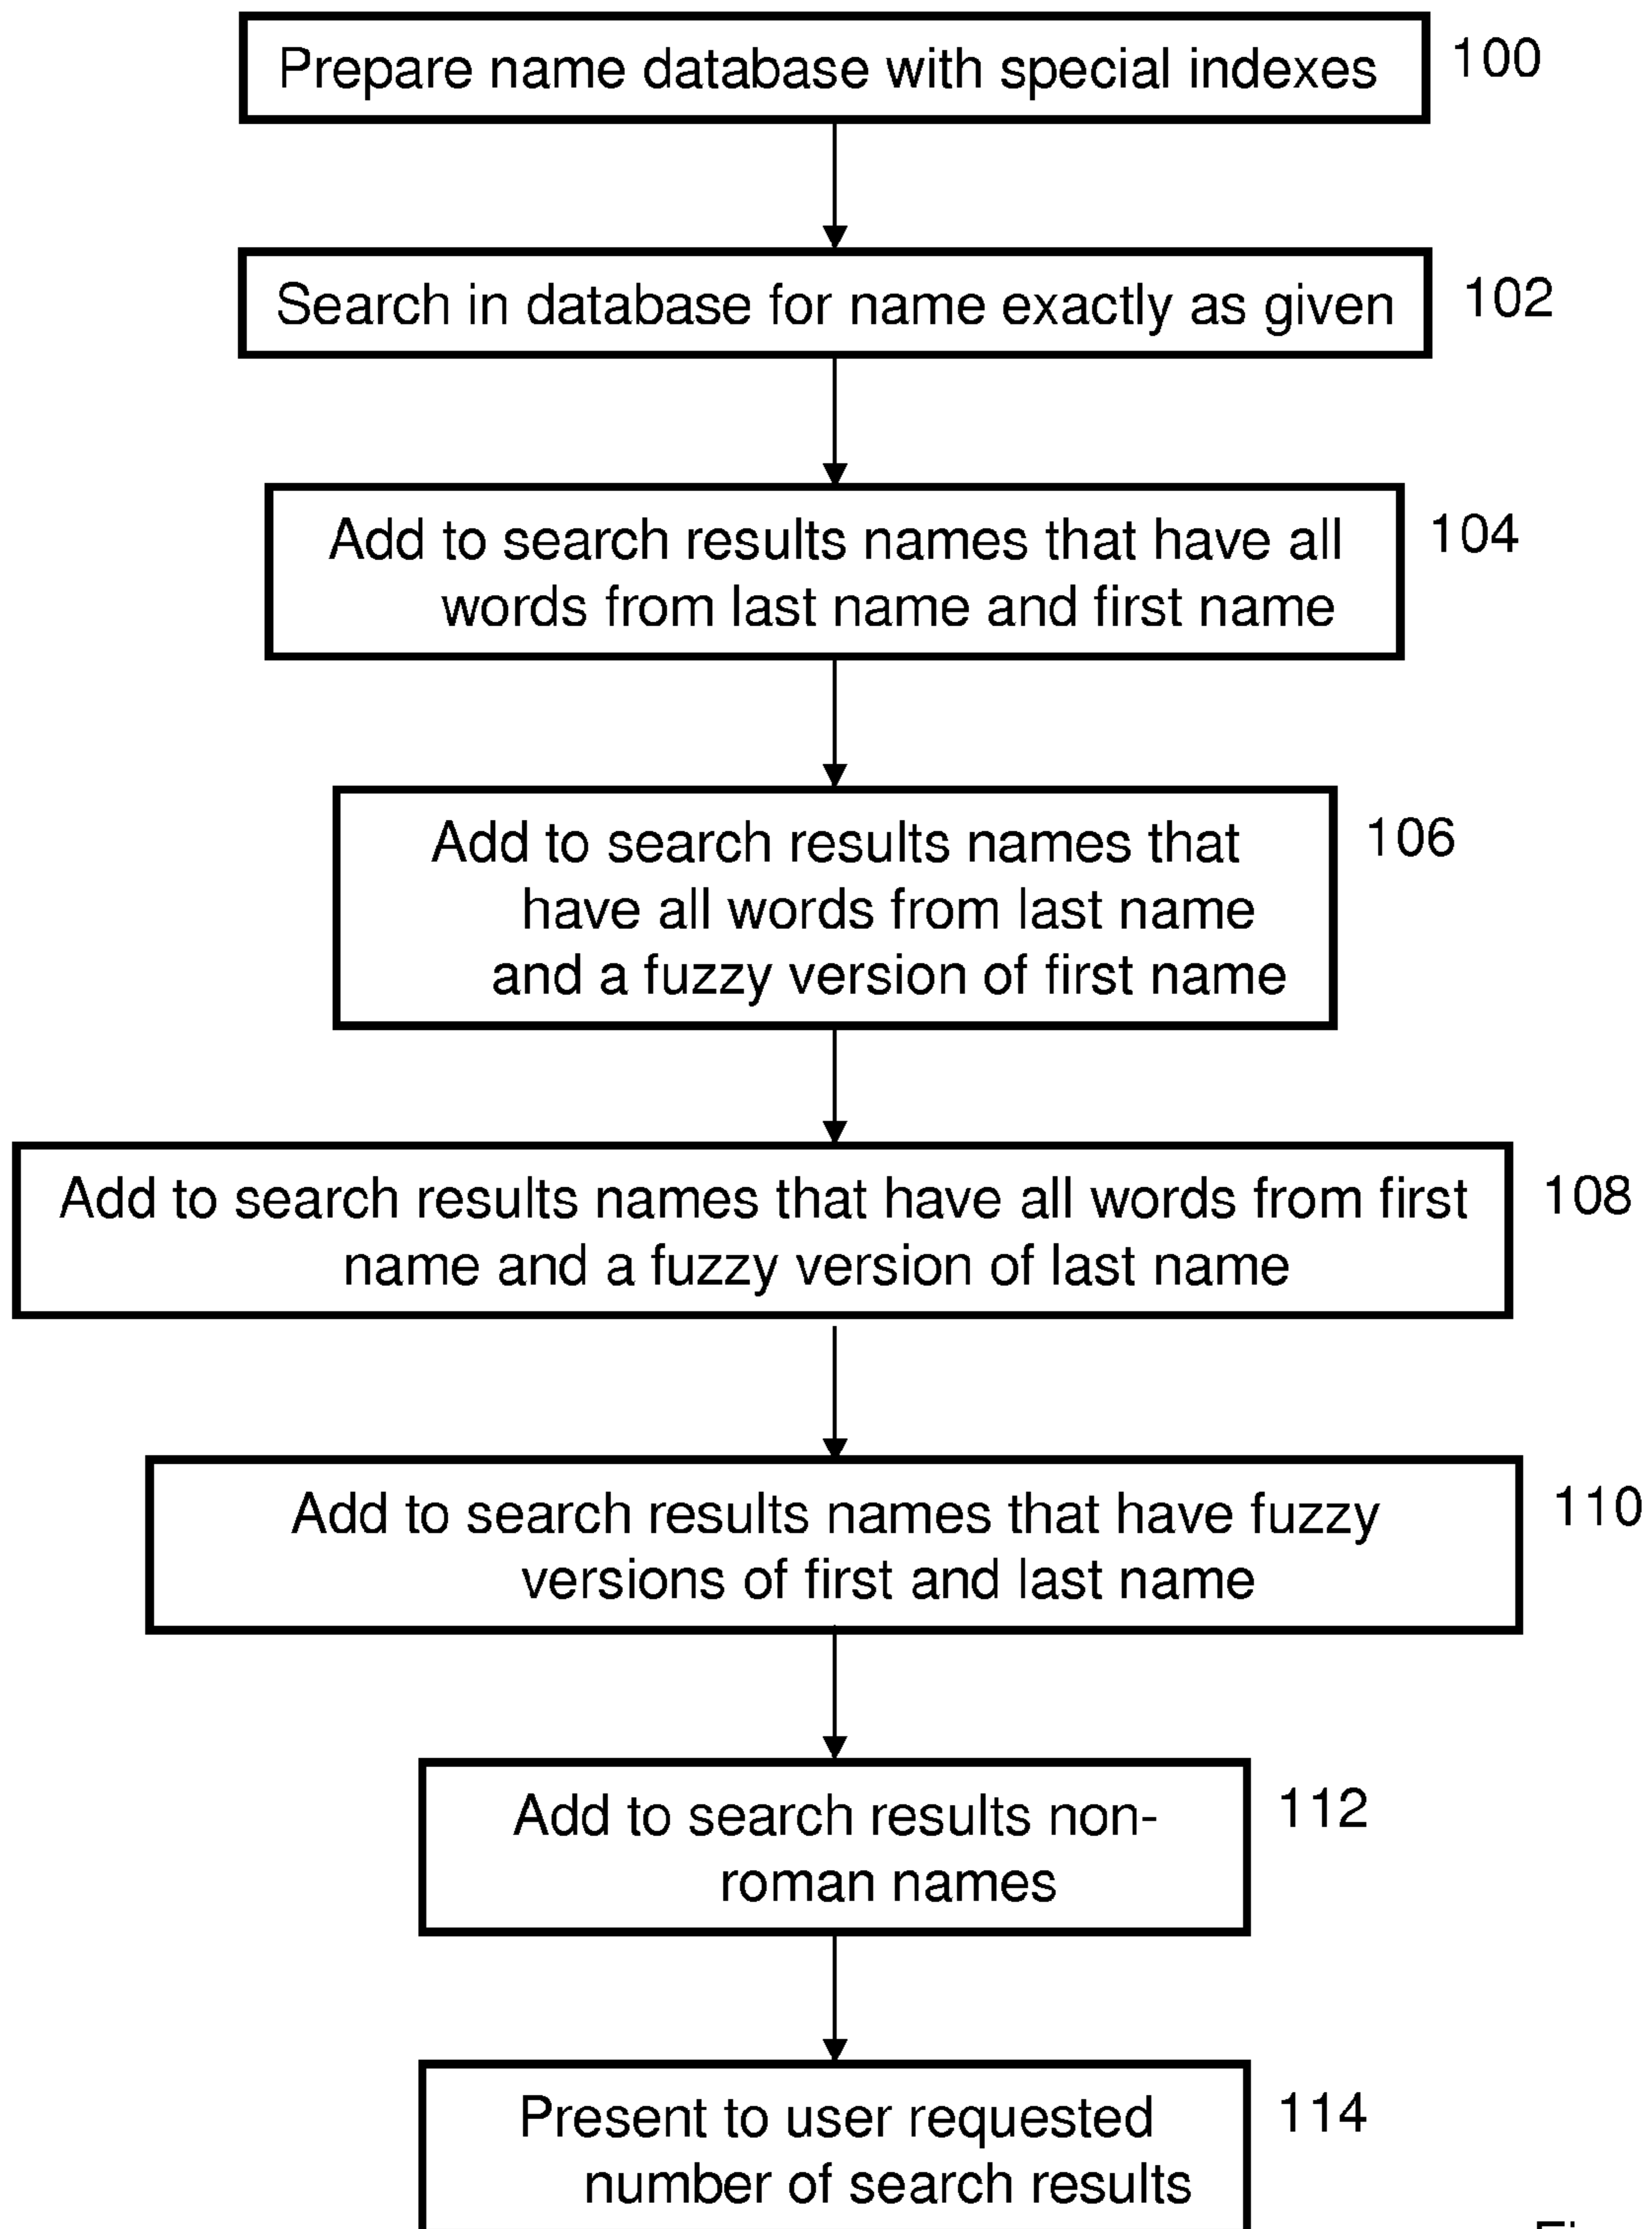 Prepare name database with special indexes 100
Search in database for name exactly as given 102
Add to search results names that have all 104
words from last name and first name
Add to search results names that 106
have all words from last name
and a fuzzy version of first name
Add to search results names that have all words from first 108
name and a fuzzy version of last name
Add to search results names that have fuzzy 110
versions of first and last name
Add to search results non- 112
roman names
Present to user requested 114
number of search results